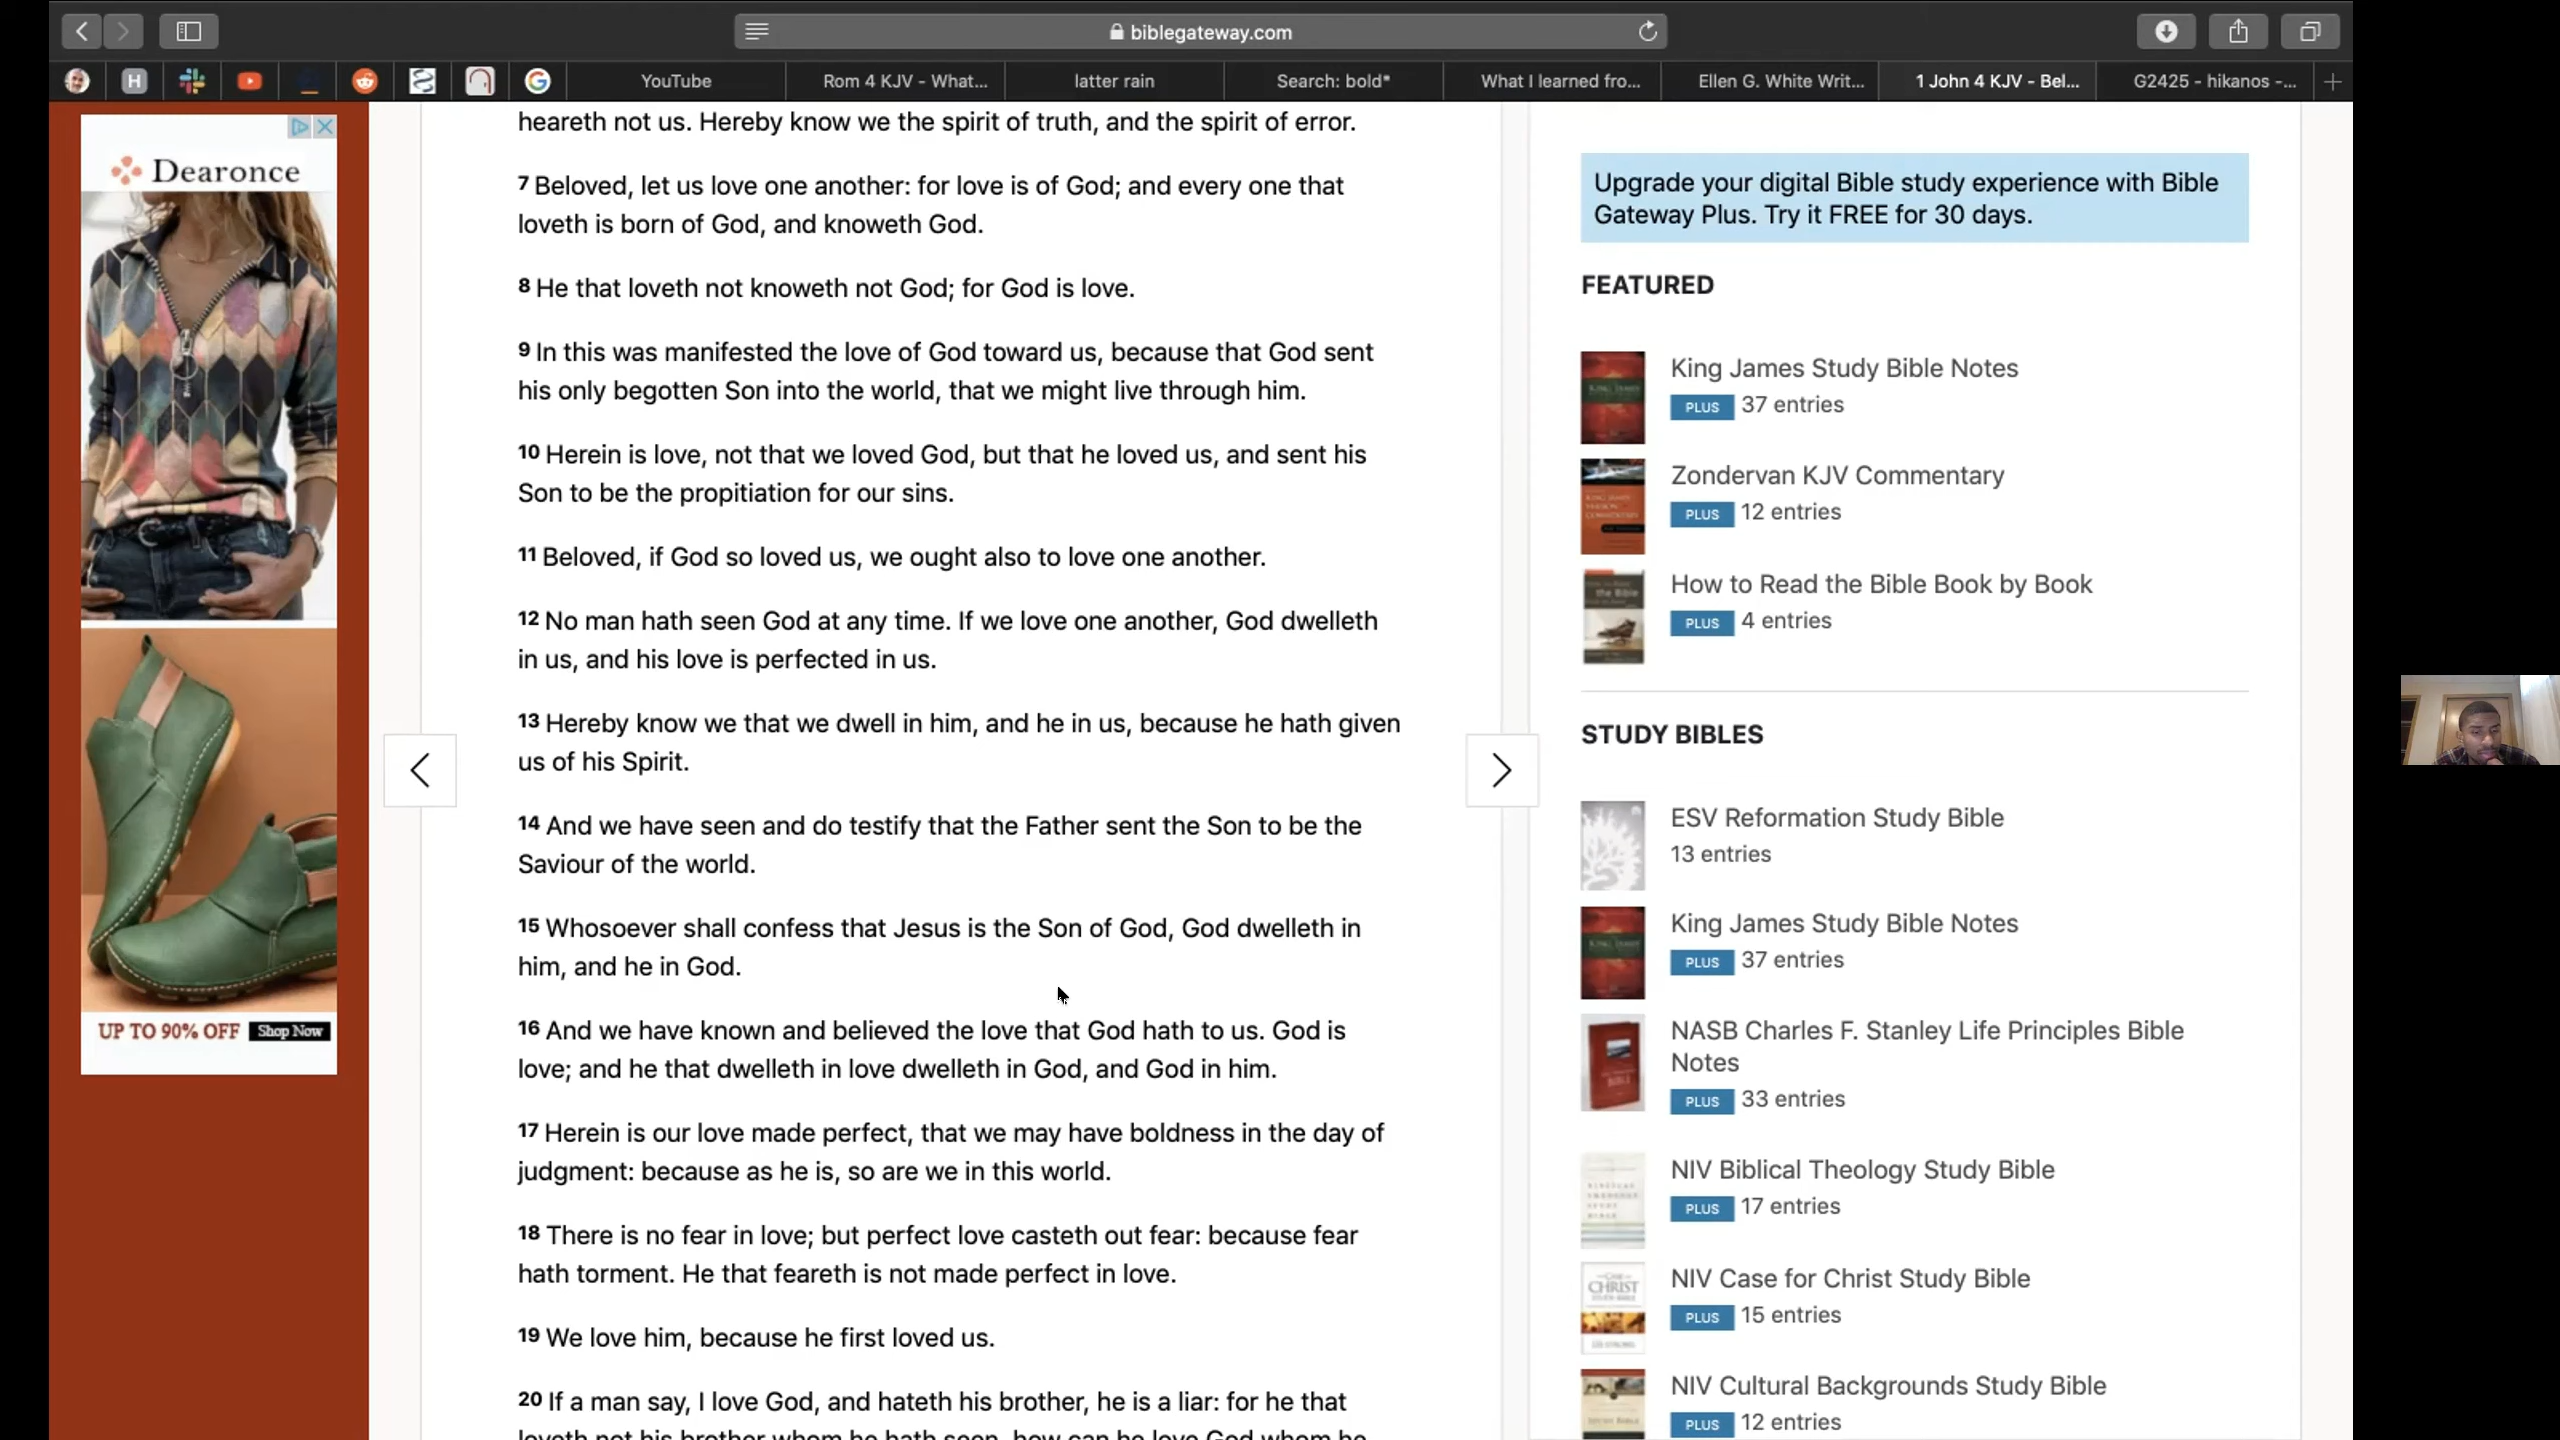 biblegateway.com
H
YouTube
Rom 4 KJV - What...
latter rain
Search: bold*
What I learned fro...
Ellen G. White Writ...
1 John 4 KJV - Bel...
G2425 - hikanos -...
Dearonce
UP TO 90% OFF Shop Now
heareth not us. Hereby know we the spirit of truth, and the spirit of error.
7 Beloved, let us love one another: for love is of God; and every one that
loveth is born of God, and knoweth God.
8 He that loveth not knoweth not God; for God is love.
9 In this was manifested the love of God toward us, because that God sent
his only begotten Son into the world, that we might live through him.
10 Herein is love, not that we loved God, but that he loved us, and sent his
Son to be the propitiation for our sins.
11 Beloved, if God so loved us, we ought also to love one another.
12 No man hath seen God at any time. If we love one another, God dwelleth
in us, and his love is perfected in us.
13 Hereby know we that we dwell in him, and he in us, because he hath given
us of his Spirit.
14 And we have seen and do testify that the Father sent the Son to be the
Saviour of the world.
15 Whosoever shall confess that Jesus is the Son of God, God dwelleth in
him, and he in God.
16 And we have known and believed the love that God hath to us. God is
love; and he that dwelleth in love dwelleth in God, and God in him.
17 Herein is our love made perfect, that we may have boldness in the day of
judgment: because as he is, so are we in this world.
18 There is no fear in love; but perfect love casteth out fear: because fear
hath torment. He that feareth is not made perfect in love.
19 We love him, because he first loved us.
20 If a man say, I love God, and hateth his brother, he is a liar: for he that
loveth not his brother whom he hath seen, how can he love God whom he
Upgrade your digital Bible study experience with Bible
Gateway Plus. Try it FREE for 30 days.
FEATURED
King James Study Bible Notes
PLUS 37 entries
Zondervan KJV Commentary
PLUS 12 entries
How to Read the Bible Book by Book
PLUS 4 entries
STUDY BIBLES
ESV Reformation Study Bible
13 entries
King James Study Bible Notes
PLUS 37 entries
NASB Charles F. Stanley Life Principles Bible
Notes
PLUS 33 entries
NIV Biblical Theology Study Bible
PLUS 17 entries
NIV Case for Christ Study Bible
PLUS 15 entries
CHRIST
NIV Cultural Backgrounds Study Bible
PLUS 12 entries